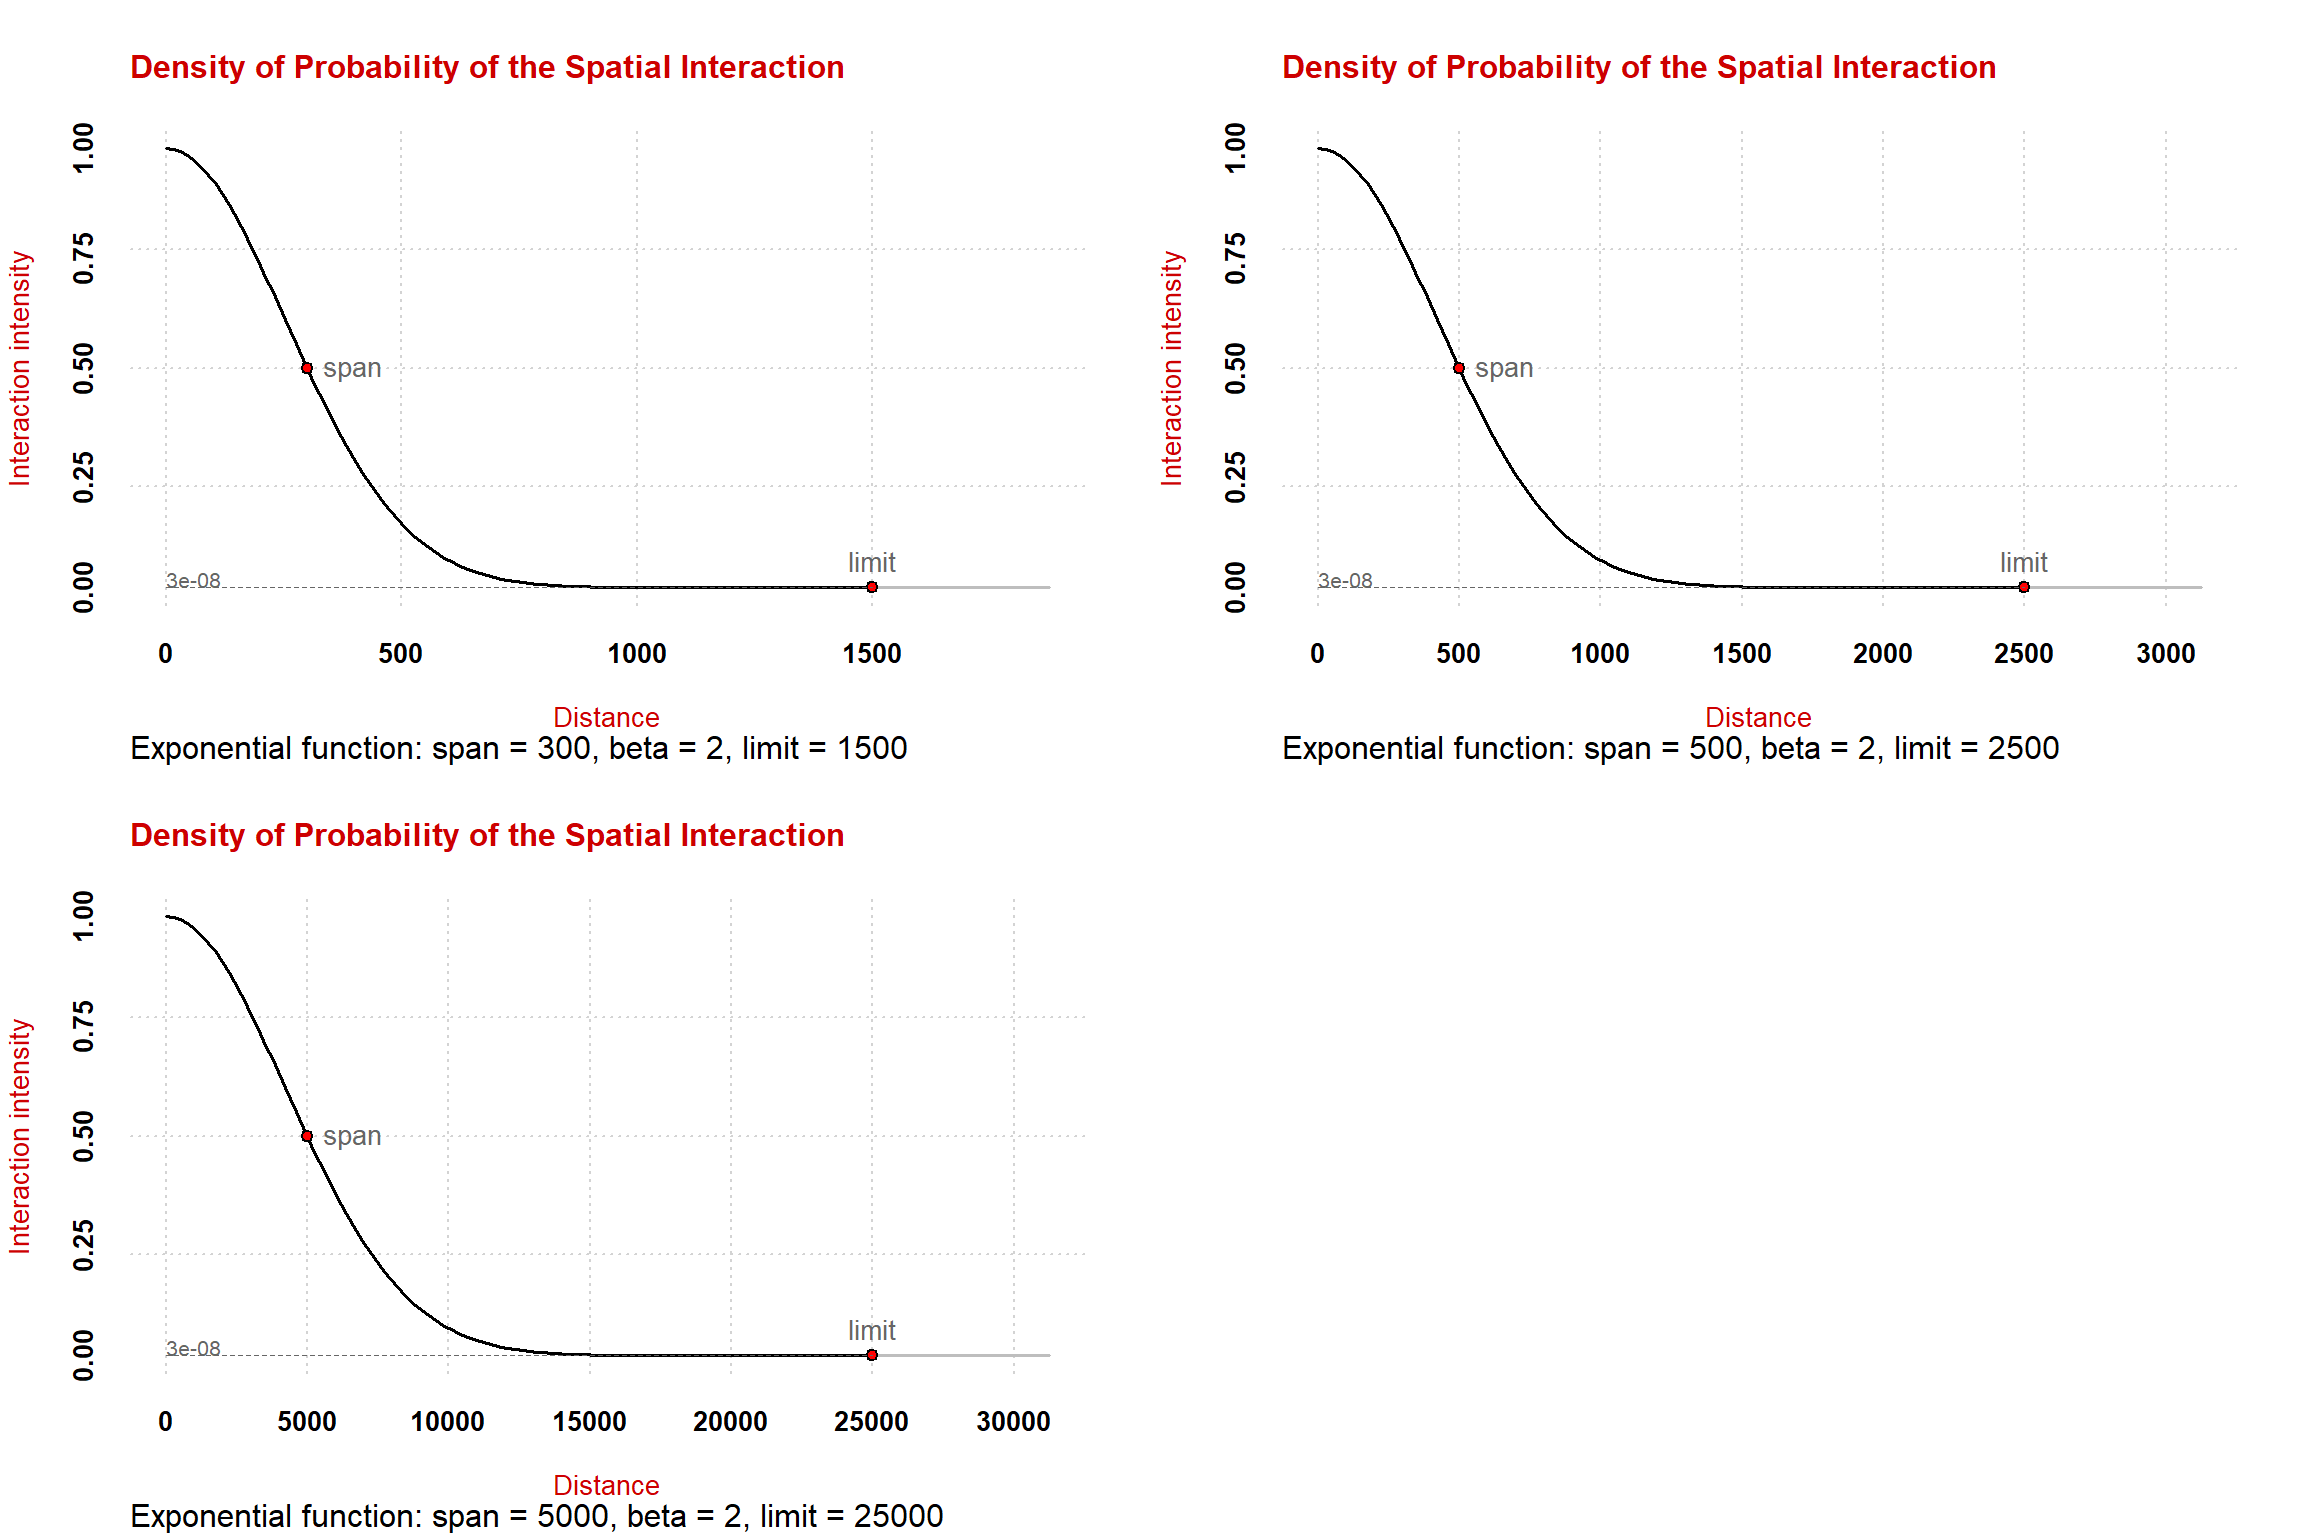 Density of Probability of the Spatial Interaction
1.00
0.75
0.50
0.25
0.00
Interaction intensity
span
limit
3e-08
0 500 1000 1500
Distance
Exponential function: span = 300, beta = 2, limit = 1500
Density of Probability of the Spatial Interaction
1.00
0.75
0.50
0.25
0.00
Interaction intensity
span
limit
3e-08
0 500 1000 1500 2000 2500 3000
Distance
Exponential function: span = 500, beta = 2, limit = 2500
Density of Probability of the Spatial Interaction
1.00
0.75
0.50
0.25
0.00
Interaction intensity
span
limit
3e-08
0 5000 10000 15000 20000 25000 30000
Distance
Exponential function: span = 5000, beta = 2, limit = 25000